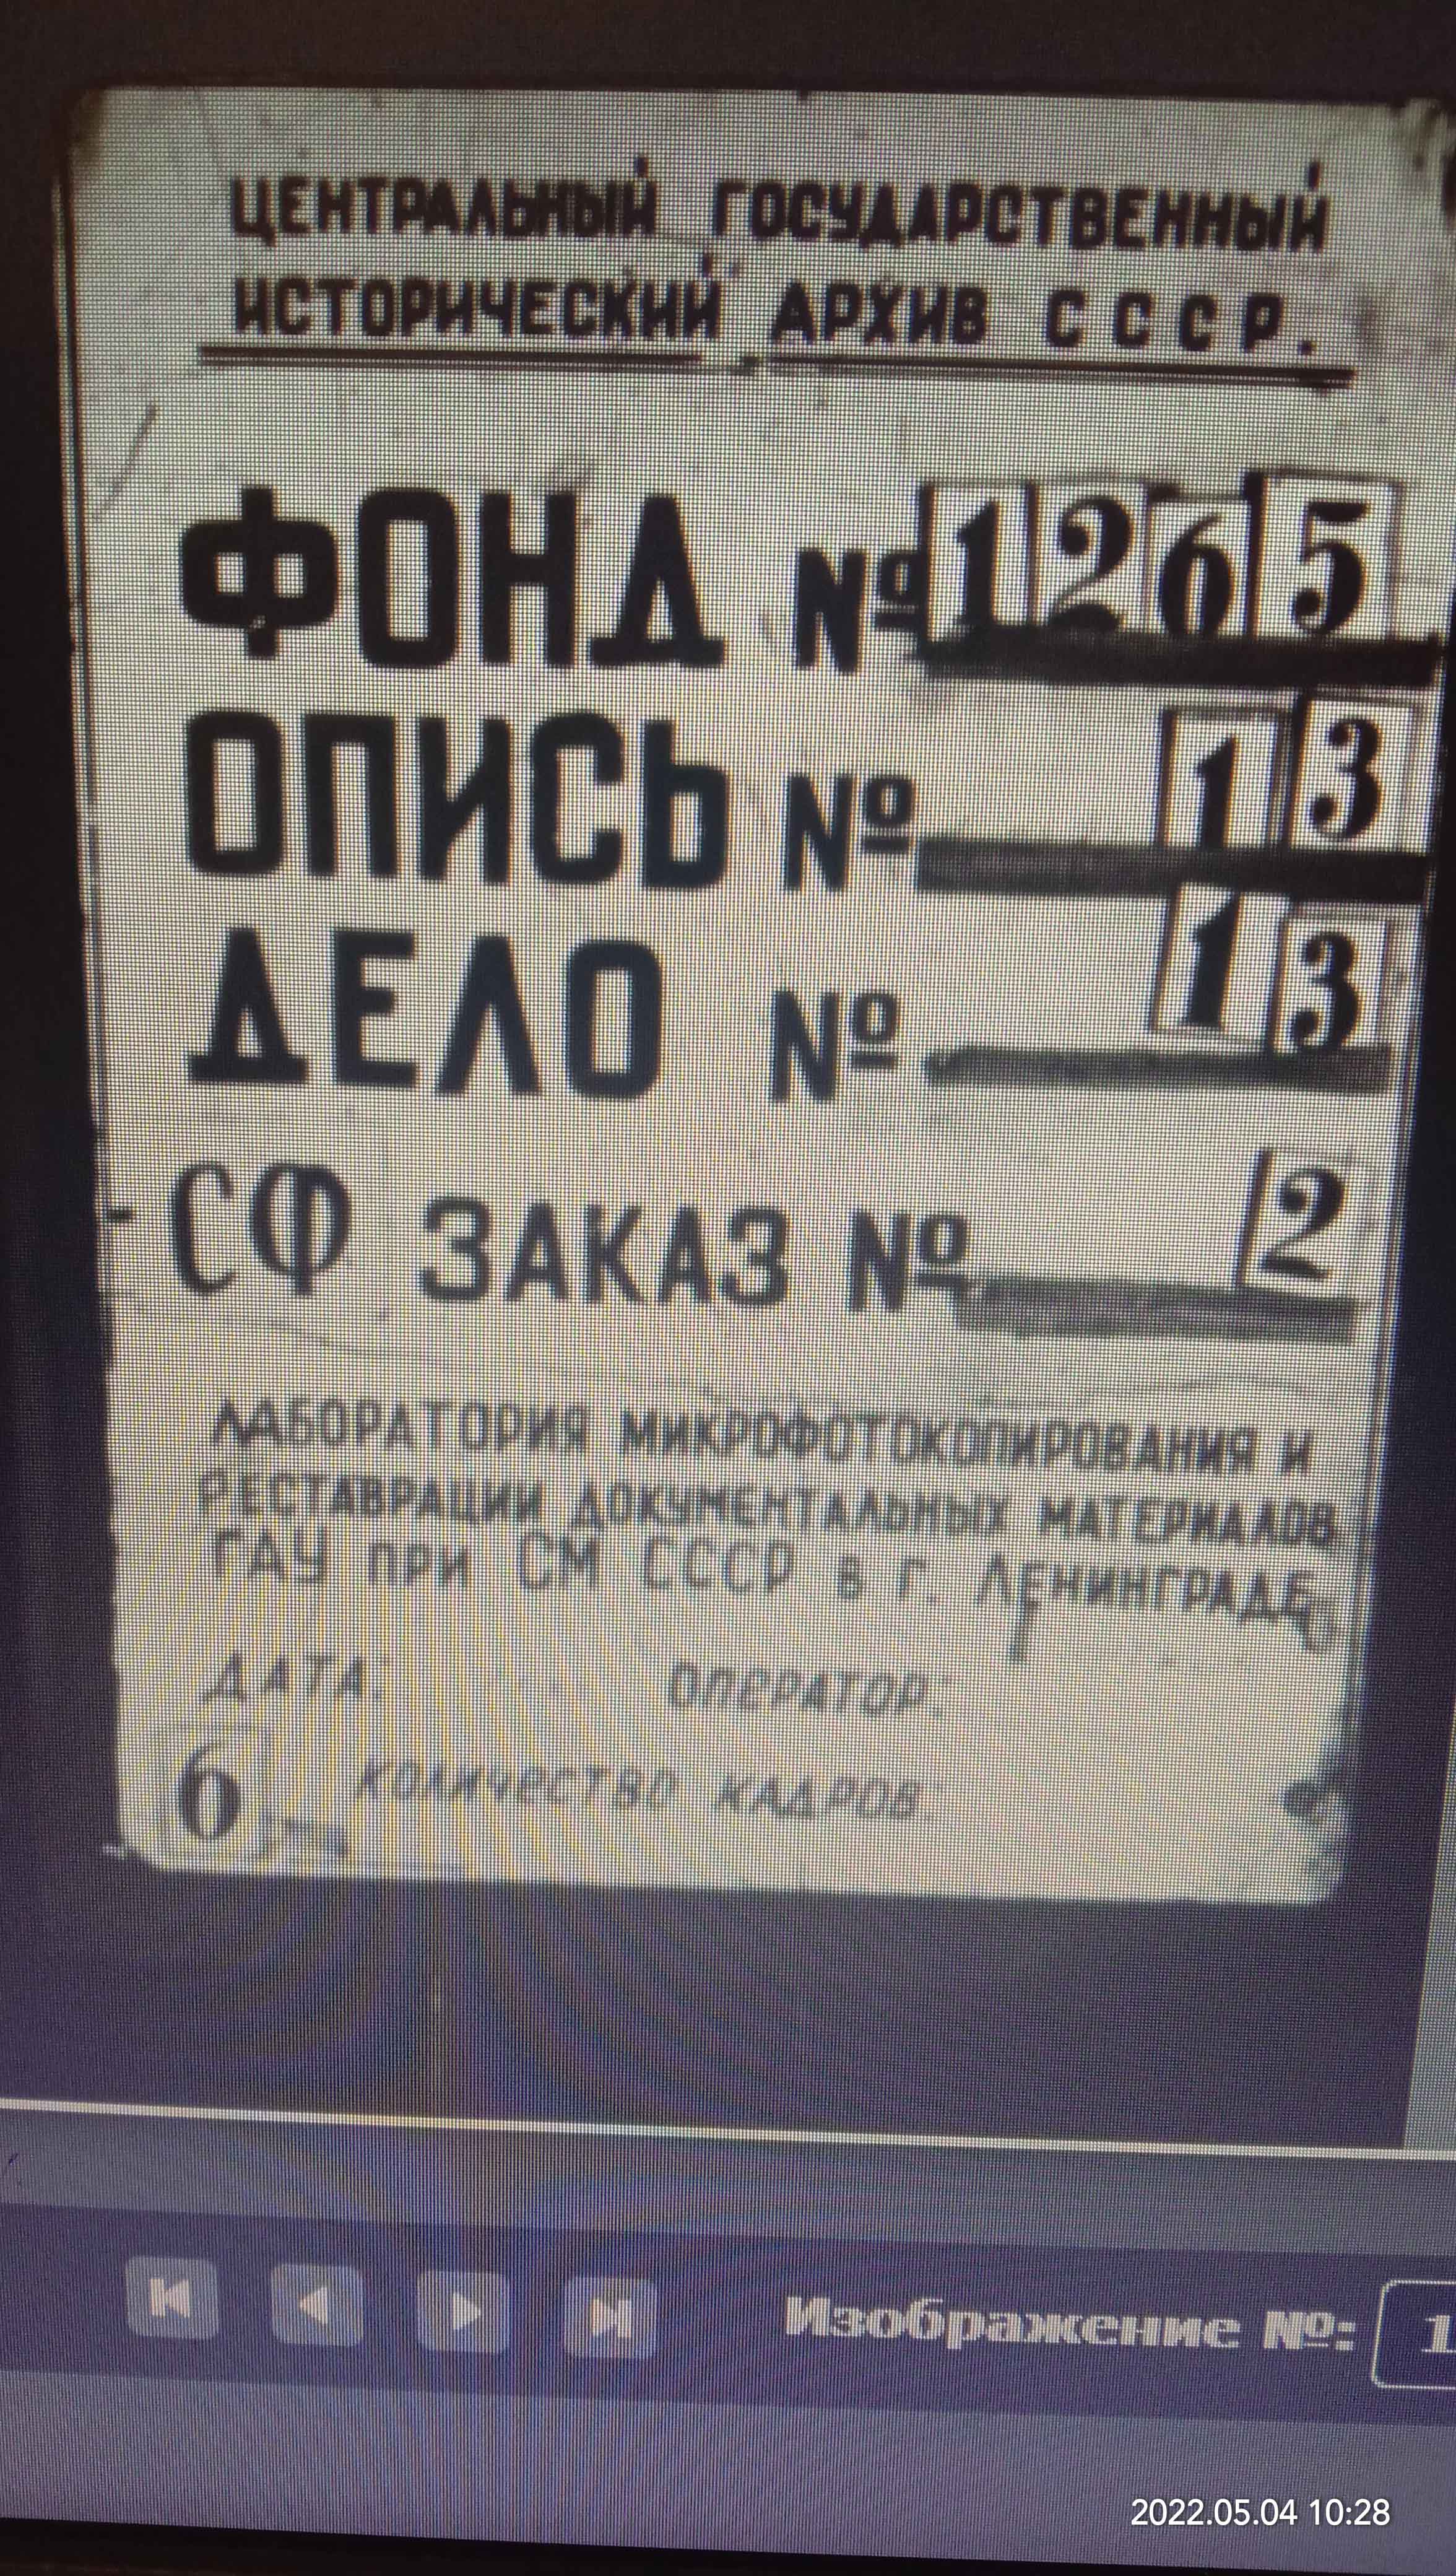 ЦЕНТРАЛЬНЫЙ ГОСУДАРСТВЕННЫЙ
ИСТОРИЧЕСКИЙ АРХИВ СССР.
ФОНД № 1265
ОПИСЬ № 13
ДЕЛО № 13
СФ ЗАКАЗ № 2
ЛАБОРАТОРИЯ МИКРОФОТОКОПИРОВАНИЯ И
РЕСТАВРАЦИИ ДОКУМЕНТАЛЬНЫХ МАТЕРИАЛОВ
ГАУ ПРИ СМ СССР В Г. ЛЕНИНГРАДЕ
ДАТА: ОПЕРАТОР:
6 КОЛИЧЕСТВО КАДРОВ:
Изображение №: 1
2022.05.04 10:28